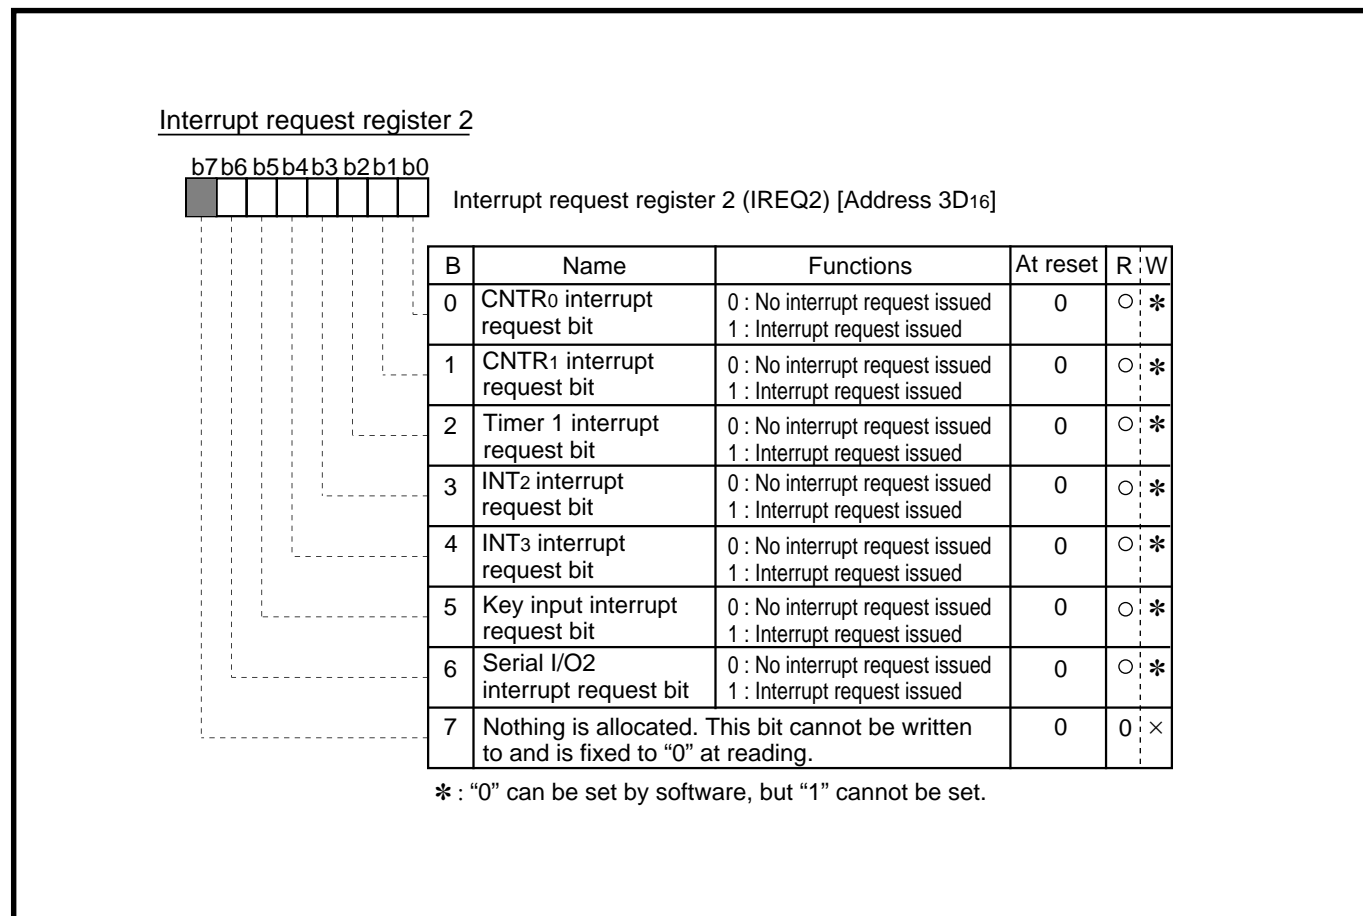 Interrupt request register 2
b7 b6 b5 b4 b3 b2 b1 b0
Interrupt request register 2 (IREQ2) [Address 3D16]
B Name Functions At reset R W
0 CNTR0 interrupt request bit 0 : No interrupt request issued 0 ○ ✻
1 : Interrupt request issued
1 CNTR1 interrupt request bit 0 : No interrupt request issued 0 ○ ✻
1 : Interrupt request issued
2 Timer 1 interrupt request bit 0 : No interrupt request issued 0 ○ ✻
1 : Interrupt request issued
3 INT2 interrupt request bit 0 : No interrupt request issued 0 ○ ✻
1 : Interrupt request issued
4 INT3 interrupt request bit 0 : No interrupt request issued 0 ○ ✻
1 : Interrupt request issued
5 Key input interrupt request bit 0 : No interrupt request issued 0 ○ ✻
1 : Interrupt request issued
6 Serial I/O2 interrupt request bit 0 : No interrupt request issued 0 ○ ✻
1 : Interrupt request issued
7 Nothing is allocated. This bit cannot be written 0 0 ×
to and is fixed to “0” at reading.
✻ : “0” can be set by software, but “1” cannot be set.